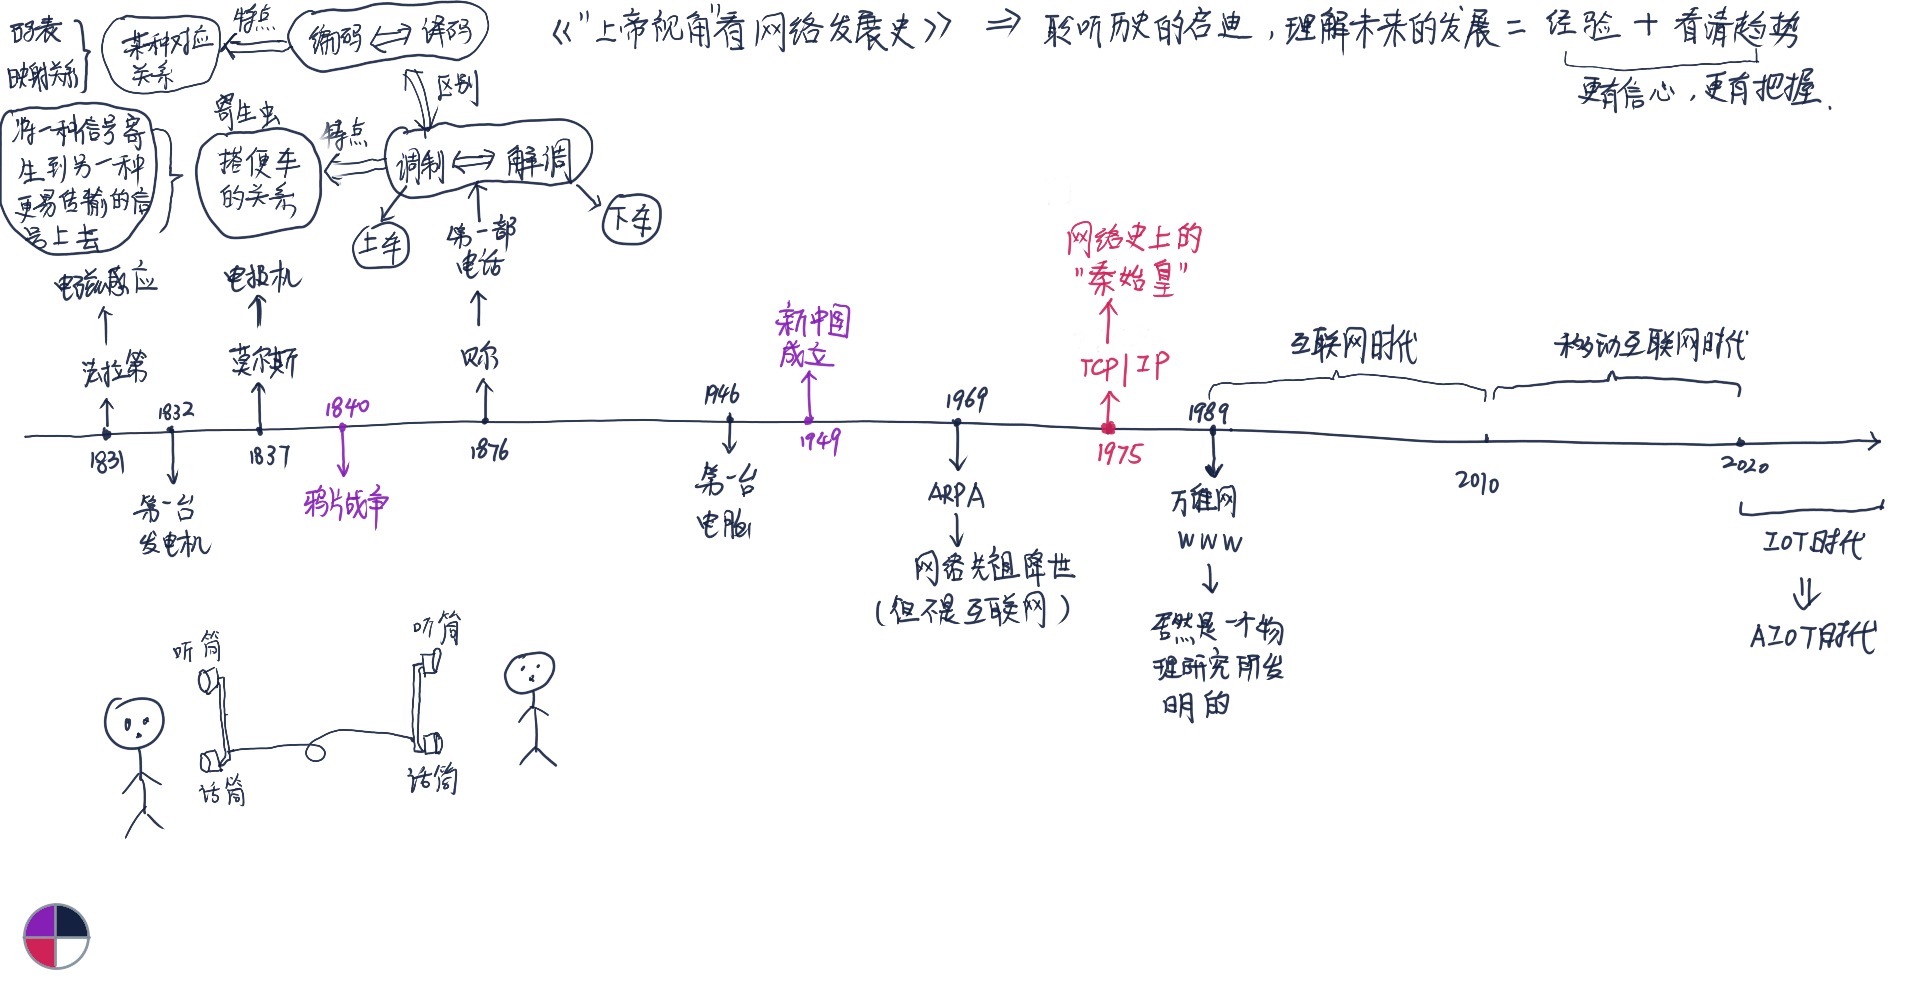 《"上帝视角"看网络发展史》 ⇒ 聆听历史的启迪，理解未来的发展 = 经验 + 看清趋势
更有信心，更有把握.
码表
映射关系
某种对应
关系
特点
编码 ⇔ 译码
区别
将一种信号寄
生到另一种
更易传输的信
号上去
寄生虫
搭便车
的关系
特点
调制 ⇔ 解调
上车
下车
第一部
电话
电磁感应
电报机
法拉第
莫尔斯
贝尔
新中国
成立
网络史上的
"秦始皇"
TCP/IP
互联网时代
移动互联网时代
1831
1832
1837
1840
1876
1946
1949
1969
1975
1989
2010
2020
第一台
发电机
鸦片战争
第一台
电脑
ARPA
网络先祖降世
(但不是互联网)
万维网
WWW
居然是一个物
理研究所发
明的
IOT时代
AIOT时代
听筒
话筒
听筒
话筒